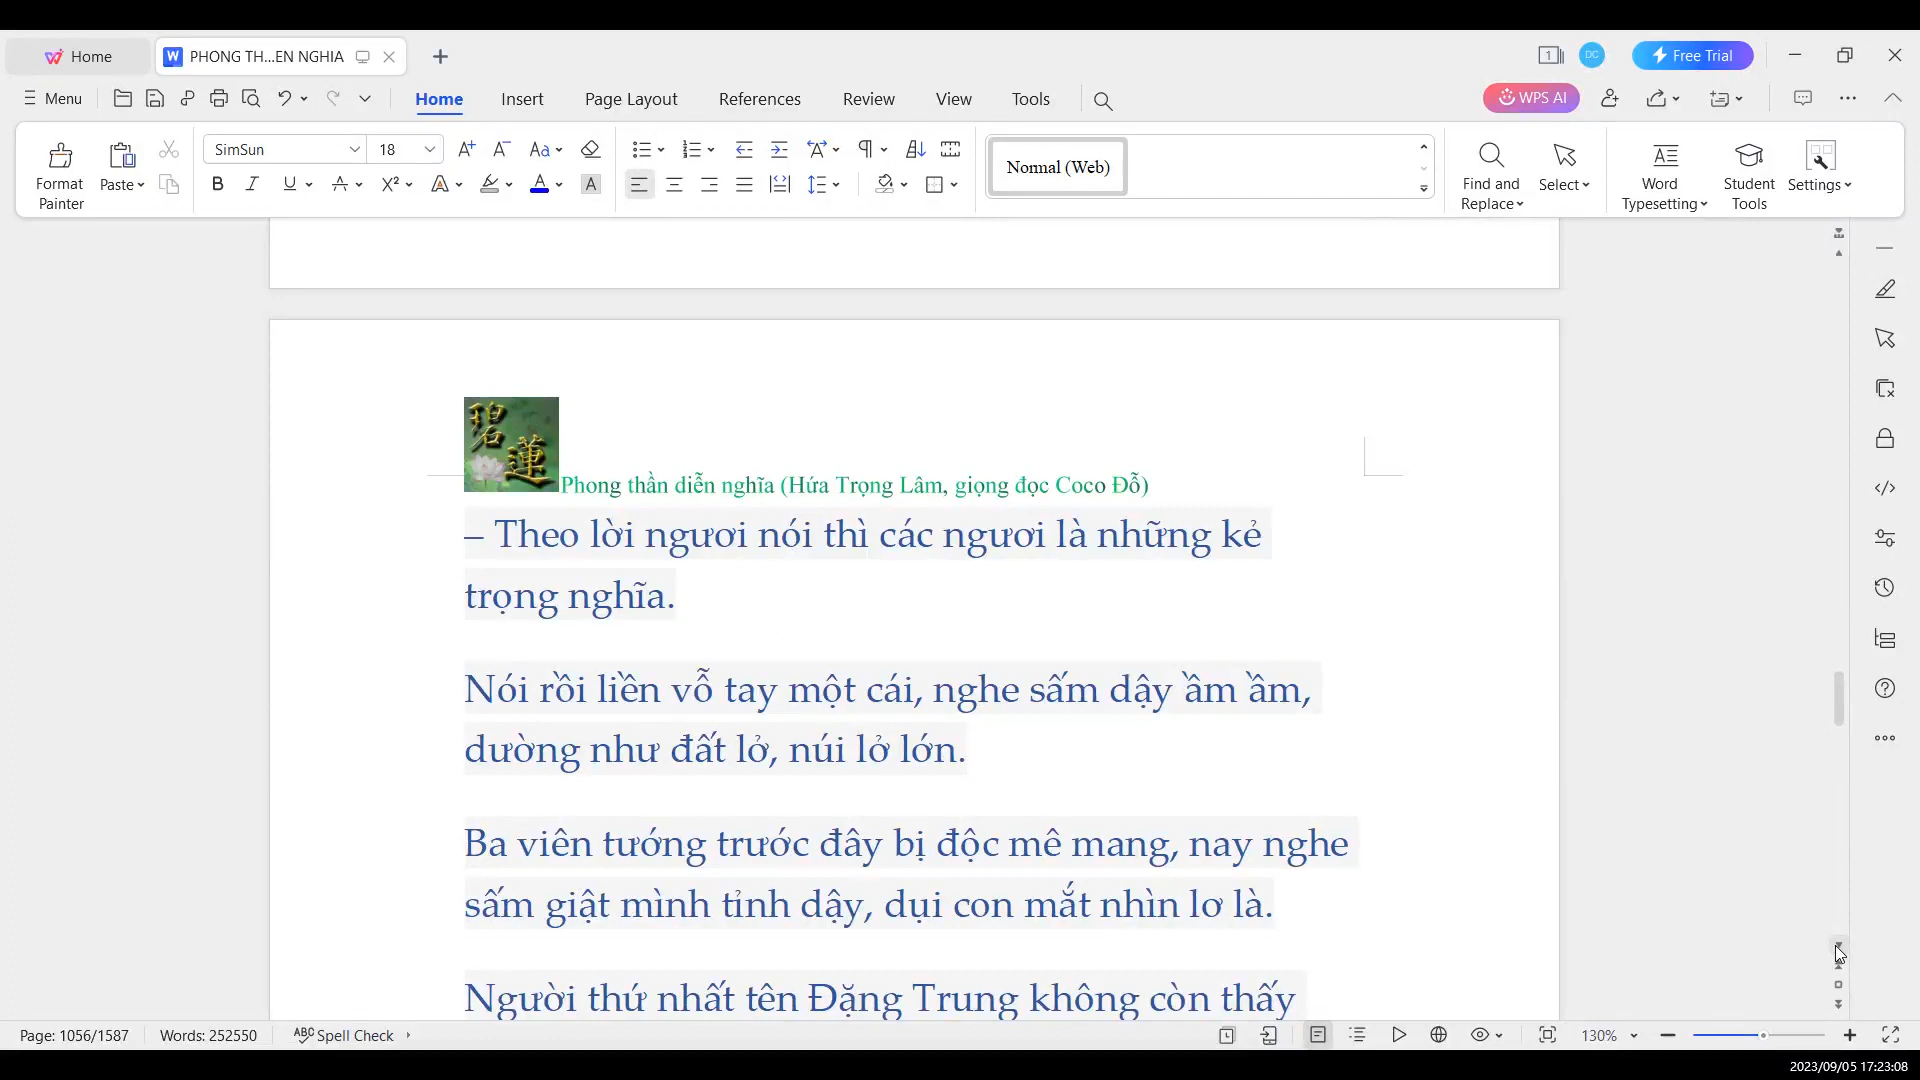 Home
PHONG TH...EN NGHIA
1
DC
Free Trial
Menu
Home
Insert
Page Layout
References
Review
View
Tools
WPS AI
Format Painter
Paste
SimSun
18
Normal (Web)
Find and Replace
Select
Word Typesetting
Student Tools
Settings
碧蓮
Phong thần diễn nghĩa (Hứa Trọng Lâm, giọng đọc Coco Đỗ)
– Theo lời ngươi nói thì các ngươi là những kẻ
trọng nghĩa.
Nói rồi liền vỗ tay một cái, nghe sấm dậy ầm ầm,
dường như đất lở, núi lở lớn.
Ba viên tướng trước đây bị độc mê mang, nay nghe
sấm giật mình tỉnh dậy, dụi con mắt nhìn lơ là.
Người thứ nhất tên Đặng Trung không còn thấy
Page: 1056/1587
Words: 252550
Spell Check
130%
2023/09/05 17:23:08